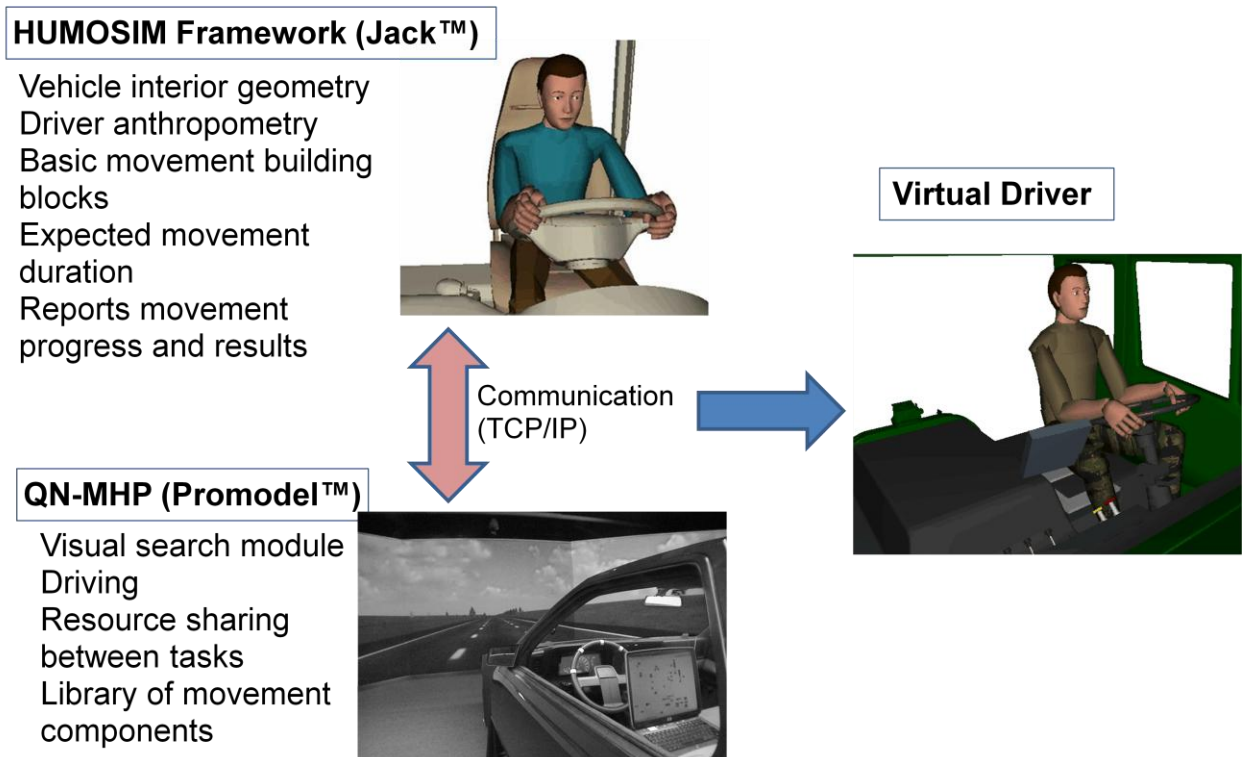 HUMOSIM Framework (Jack™)
Vehicle interior geometry
Driver anthropometry
Basic movement building
blocks
Expected movement
duration
Reports movement
progress and results
Communication
(TCP/IP)
Virtual Driver
QN-MHP (Promodel™)
Visual search module
Driving
Resource sharing
between tasks
Library of movement
components